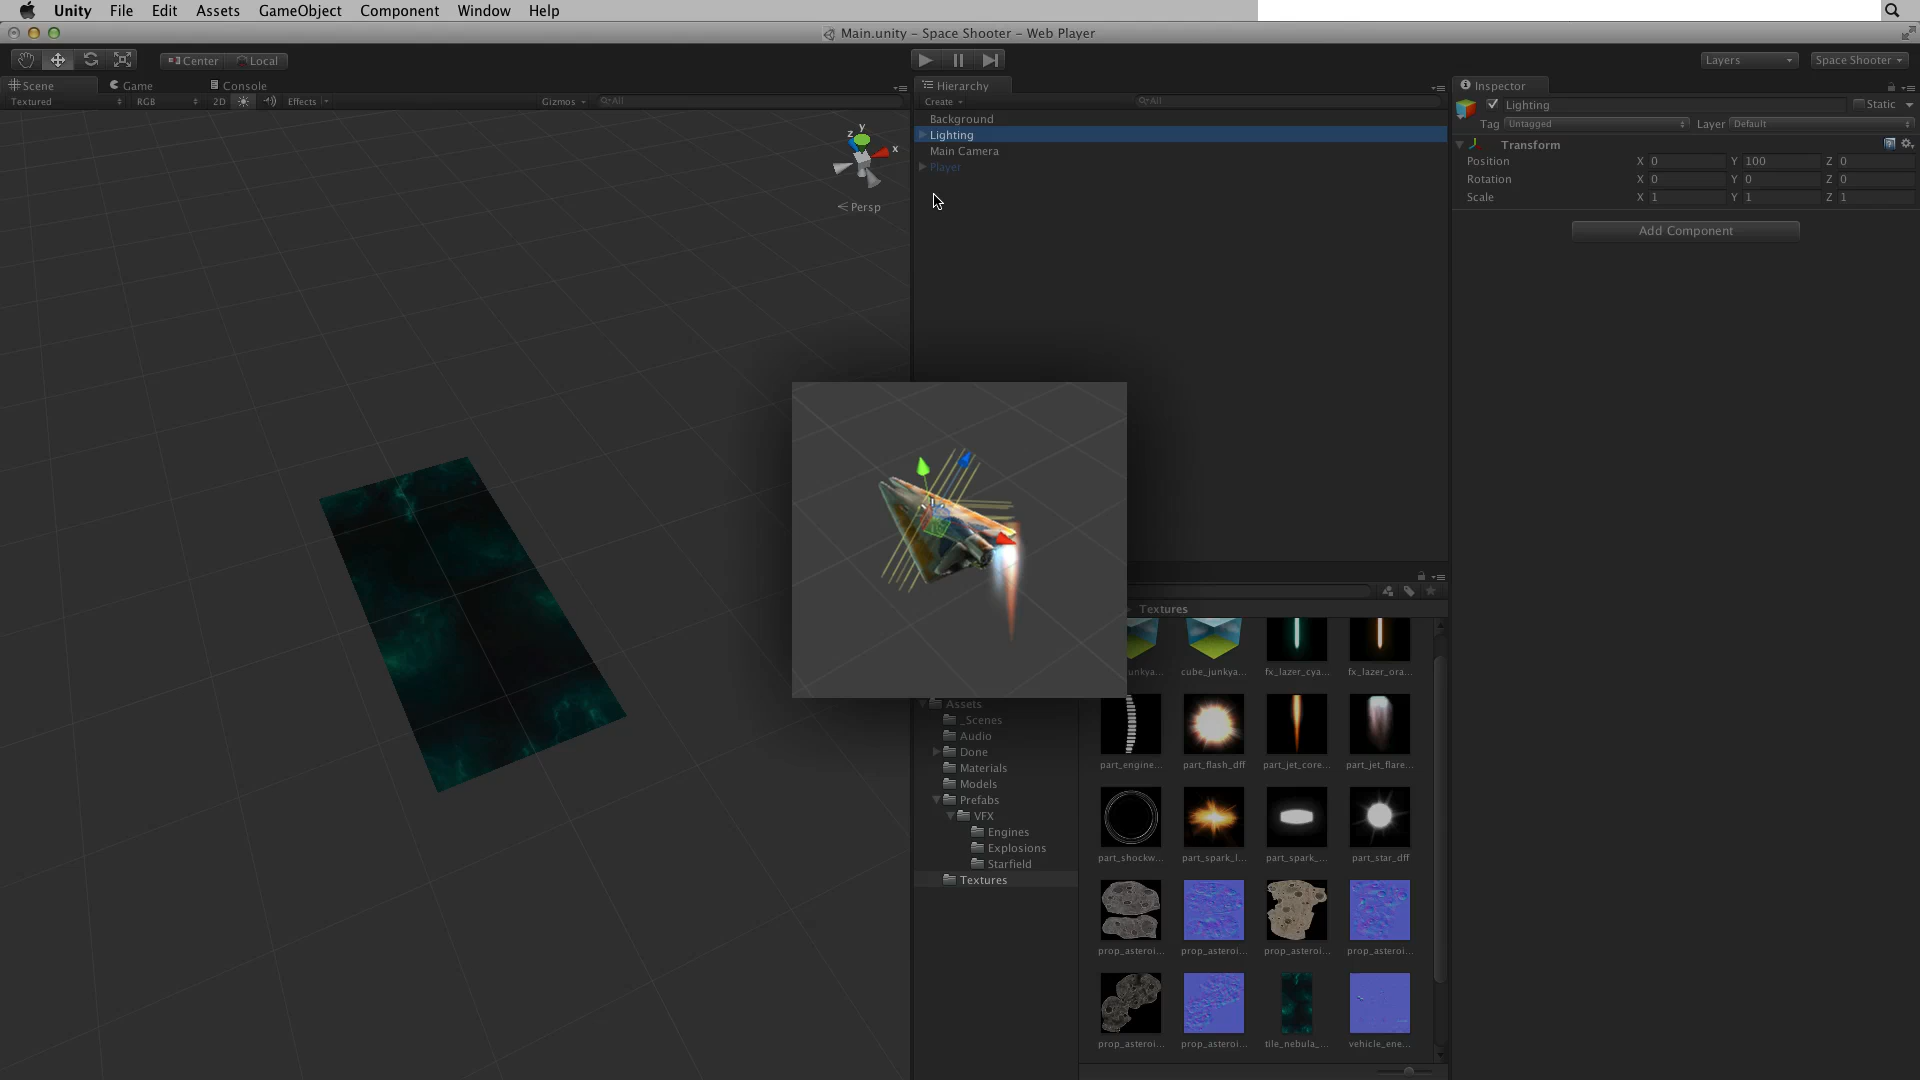 Unity File Edit Assets GameObject Component Window Help
Main.unity – Space Shooter – Web Player
Center Local
Layers
Space Shooter
Scene Game Console
Textured RGB 2D Effects Gizmos All
Persp
Hierarchy
Create All
Background
Lighting
Main Camera
Player
Inspector
Lighting Static
Tag Untagged Layer Default
Transform
Position X 0 Y 100 Z 0
Rotation X 0 Y 0 Z 0
Scale X 1 Y 1 Z 1
Add Component
Assets
_Scenes
Audio
Done
Materials
Models
Prefabs
VFX
Engines
Explosions
Starfield
Textures
Textures
unkya... cube_junkya... fx_lazer_cya... fx_lazer_ora...
part_engine... part_flash_dff part_jet_core... part_jet_flare...
part_shockw... part_spark_l... part_spark_... part_star_dff
prop_asteroi... prop_asteroi... prop_asteroi... prop_asteroi...
prop_asteroi... prop_asteroi... tile_nebula_... vehicle_ene...
y
z
x